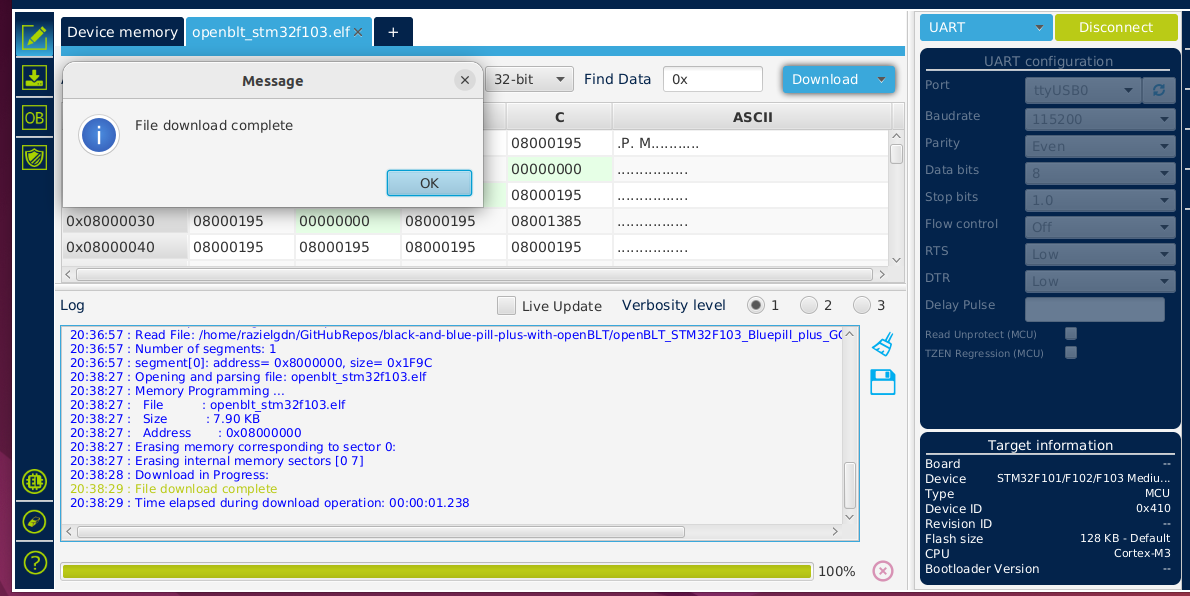 Device memory
openblt_stm32f103.elf ×
+
UART
Disconnect
Message
File download complete
OK
32-bit
Find Data
0x
Download
C
ASCII
08000195 .P. M...........
00000000 ................
08000195 ................
0x08000030 08000195 00000000 08000195 08001385 ................
0x08000040 08000195 08000195 08000195 08000195 ................
Log
Live Update
Verbosity level
1
2
3
20:36:57 : Read File: /home/razielgdn/GitHubRepos/black-and-blue-pill-plus-with-openBLT/openBLT_STM32F103_Bluepill_plus_GC
20:36:57 : Number of segments: 1
20:36:57 : segment[0]: address= 0x8000000, size= 0x1F9C
20:38:27 : Opening and parsing file: openblt_stm32f103.elf
20:38:27 : Memory Programming ...
20:38:27 : File : openblt_stm32f103.elf
20:38:27 : Size : 7.90 KB
20:38:27 : Address : 0x08000000
20:38:27 : Erasing memory corresponding to sector 0:
20:38:27 : Erasing internal memory sectors [0 7]
20:38:28 : Download in Progress:
20:38:29 : File download complete
20:38:29 : Time elapsed during download operation: 00:00:01.238
100%
OB
UART configuration
Port ttyUSB0
Baudrate 115200
Parity Even
Data bits 8
Stop bits 1.0
Flow control Off
RTS Low
DTR Low
Delay Pulse
Read Unprotect (MCU)
TZEN Regression (MCU)
Target information
Board --
Device STM32F101/F102/F103 Mediu...
Type MCU
Device ID 0x410
Revision ID --
Flash size 128 KB - Default
CPU Cortex-M3
Bootloader Version --